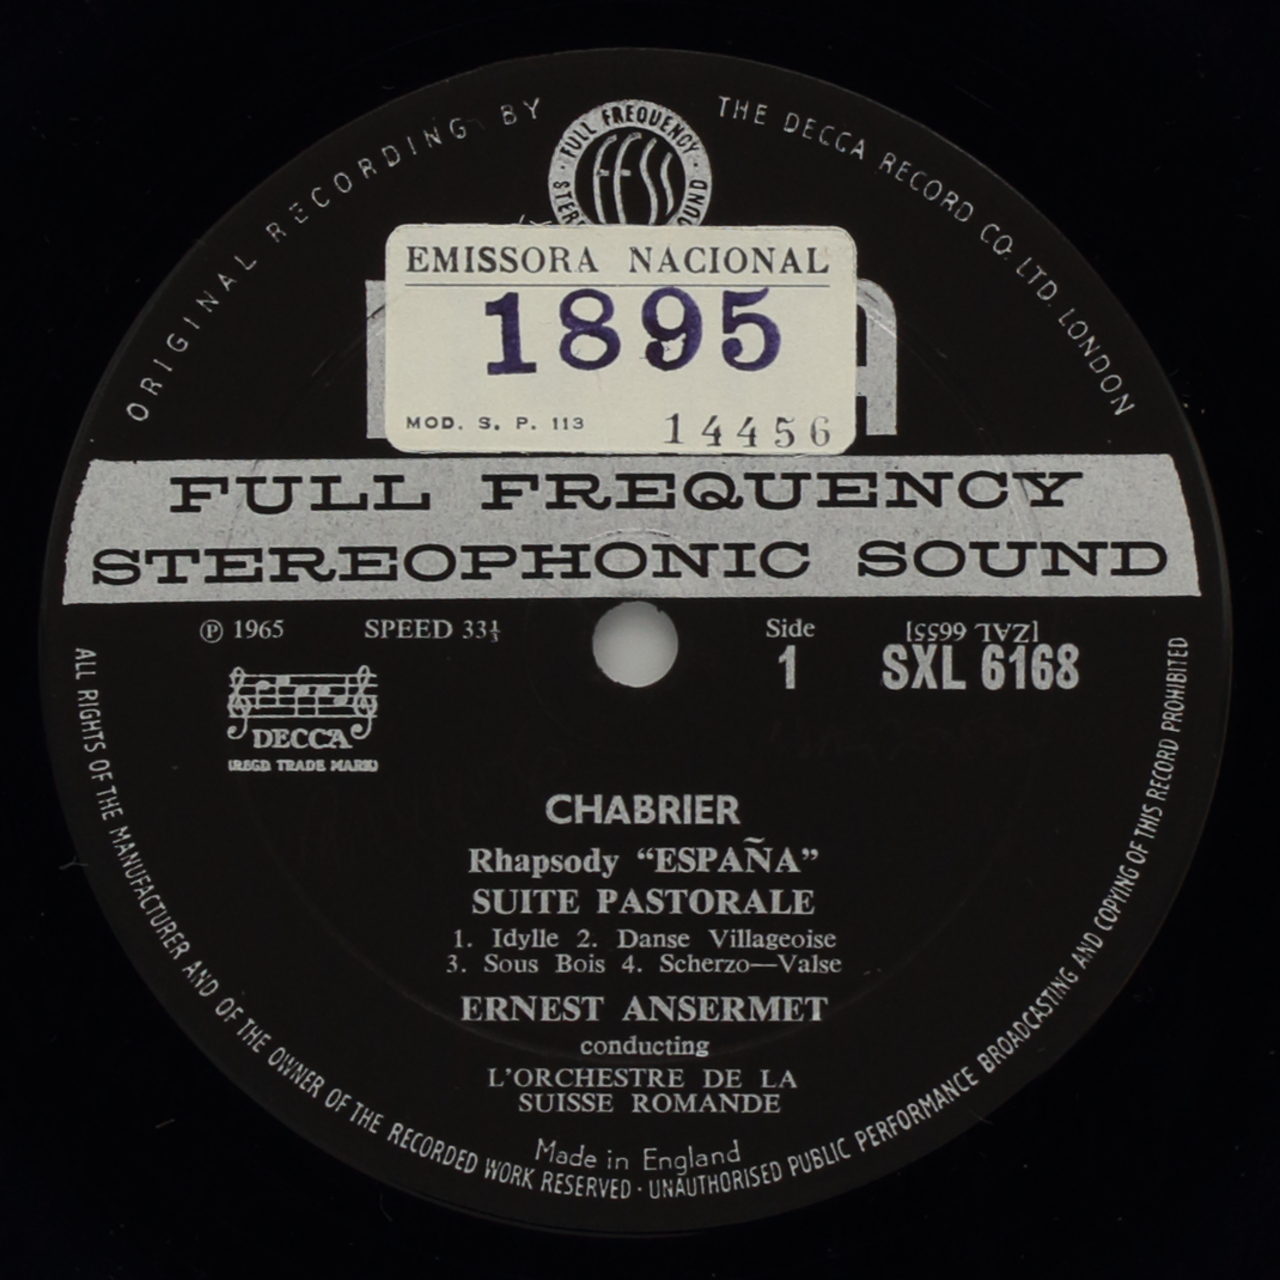 ORIGINAL RECORDING BY
THE DECCA RECORD CO. LTD. LONDON
FULL FREQUENCY
FFSS
EMISSORA NACIONAL
1895
MOD. S. P. 113
14456
FULL FREQUENCY
STEREOPHONIC SOUND
Ⓟ 1965
SPEED 33⅓
Side
1
[ZAL 6655]
SXL 6168
DECCA
(REGD. TRADE MARK)
CHABRIER
Rhapsody “ESPAÑA”
SUITE PASTORALE
1. Idylle 2. Danse Villageoise
3. Sous Bois 4. Scherzo—Valse
ERNEST ANSERMET
conducting
L’ORCHESTRE DE LA
SUISSE ROMANDE
Made in England
ALL RIGHTS OF THE MANUFACTURER AND OF THE OWNER OF THE RECORDED WORK RESERVED · UNAUTHORISED PUBLIC PERFORMANCE BROADCASTING AND COPYING OF THIS RECORD PROHIBITED